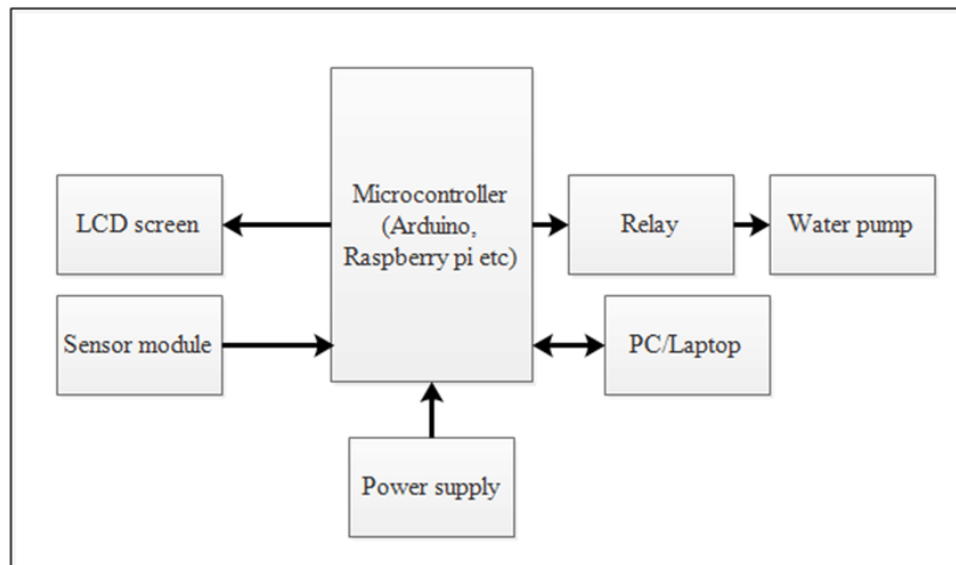 Microcontroller
(Arduino,
Raspberry pi etc)
LCD screen
Relay
Water pump
Sensor module
PC/Laptop
Power supply